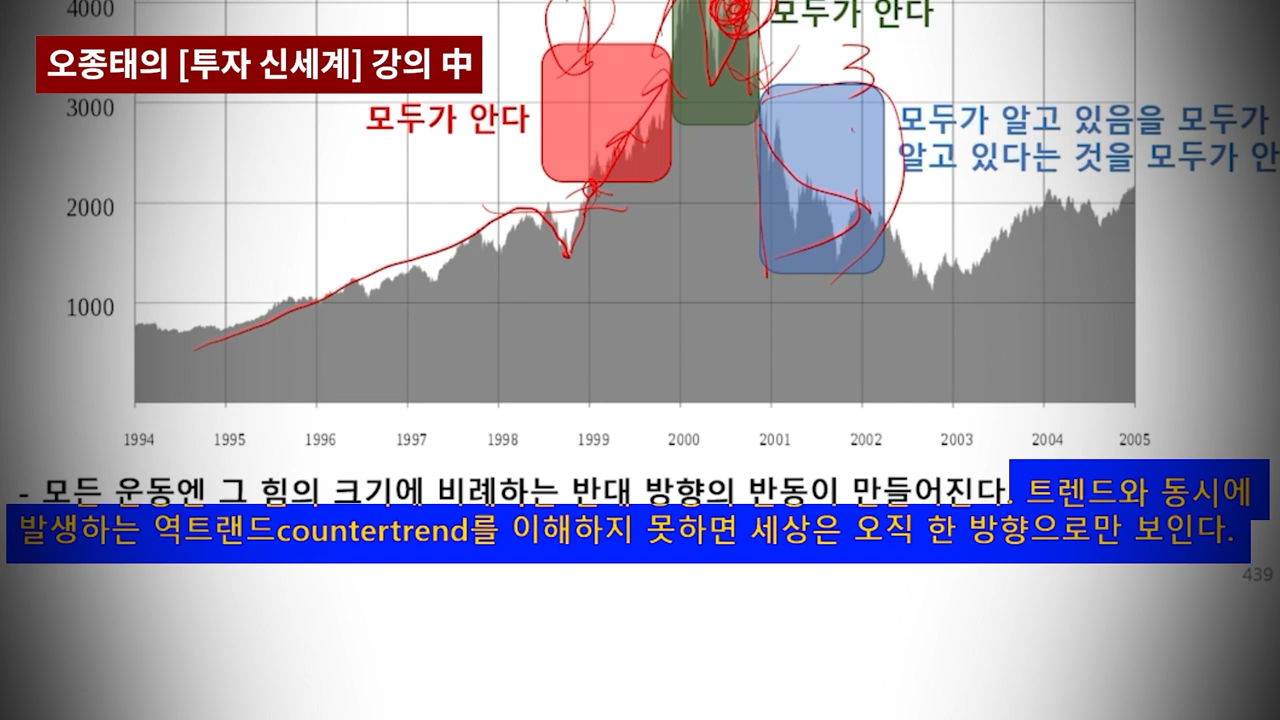 4000
모두가 안다
오종태의 [투자 신세계] 강의 中
3
3000
모두가 안다
모두가 알고 있음을 모두가
알고 있다는 것을 모두가 안
2000
1000
1994 1995 1996 1997 1998 1999 2000 2001 2002 2003 2004 2005
- 모든 운동엔 그 힘의 크기에 비례하는 반대 방향의 반동이 만들어진다. 트렌드와 동시에
발생하는 역트랜드countertrend를 이해하지 못하면 세상은 오직 한 방향으로만 보인다.
439